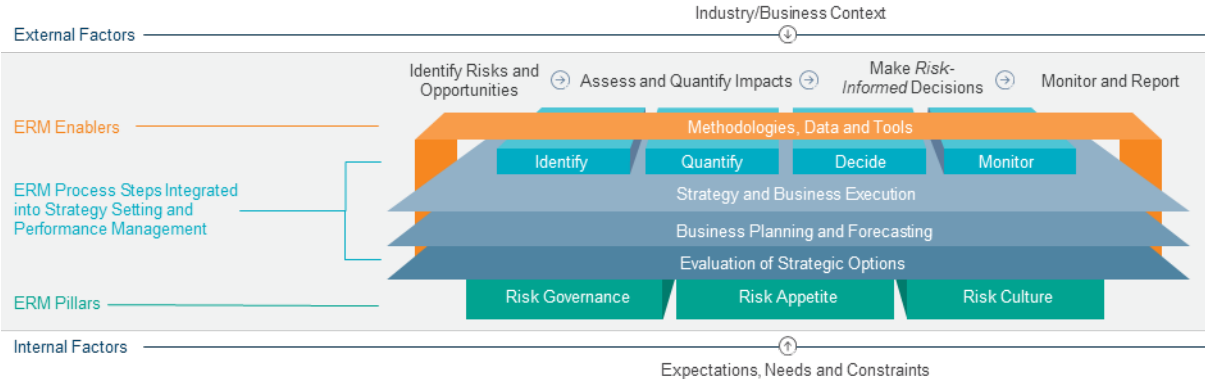 Industry/Business Context
External Factors
Identify Risks and
Opportunities
Assess and Quantify Impacts
Make Risk-
Informed Decisions
Monitor and Report
ERM Enablers
Methodologies, Data and Tools
Identify
Quantify
Decide
Monitor
ERM Process Steps Integrated
into Strategy Setting and
Performance Management
Strategy and Business Execution
Business Planning and Forecasting
Evaluation of Strategic Options
ERM Pillars
Risk Governance
Risk Appetite
Risk Culture
Internal Factors
Expectations, Needs and Constraints